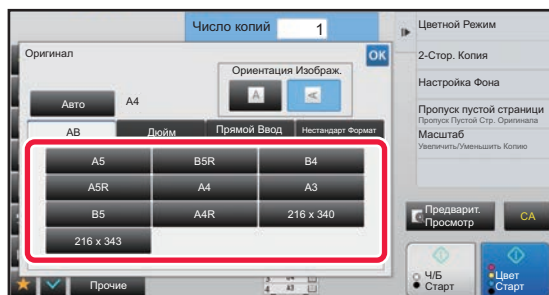 Число копий 1
Оригинал
OK
Ориентация Изображ.
A A
Авто A4
AB Дюйм Прямой Ввод Нестандарт Формат
A5 B5R B4
A5R A4 A3
B5 A4R 216 x 340
216 x 343
Прочие
Цветной Режим
2-Стор. Копия
Настройка Фона
Пропуск пустой страници
Пропуск Пустой Стр. Оригинала
Масштаб
Увеличить/Уменьшить Копию
Предварит.
Просмотр
CA
Ч/Б
Старт
Цвет
Старт